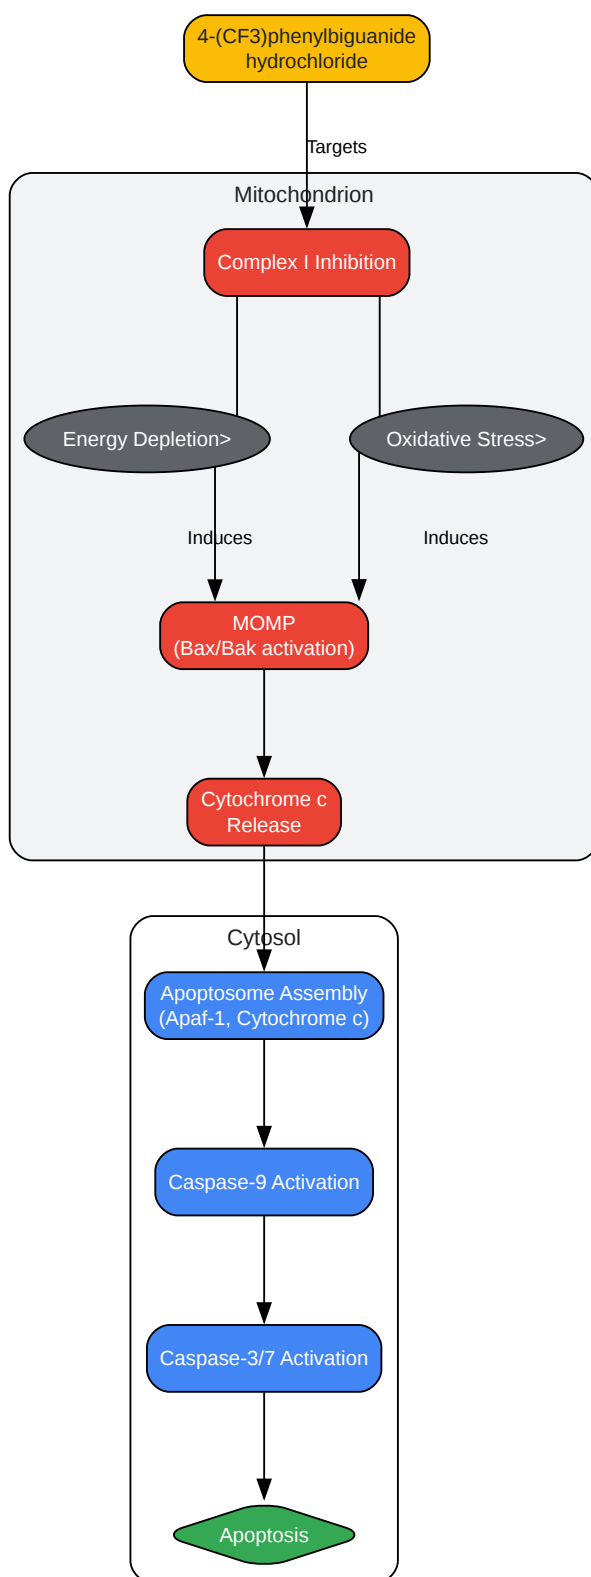 4-(CF3)phenylbiguanide
hydrochloride
Targets
Mitochondrion
Complex I Inhibition
Energy Depletion>
Oxidative Stress>
Induces
Induces
MOMP
(Bax/Bak activation)
Cytochrome c
Release
Cytosol
Apoptosome Assembly
(Apaf-1, Cytochrome c)
Caspase-9 Activation
Caspase-3/7 Activation
Apoptosis